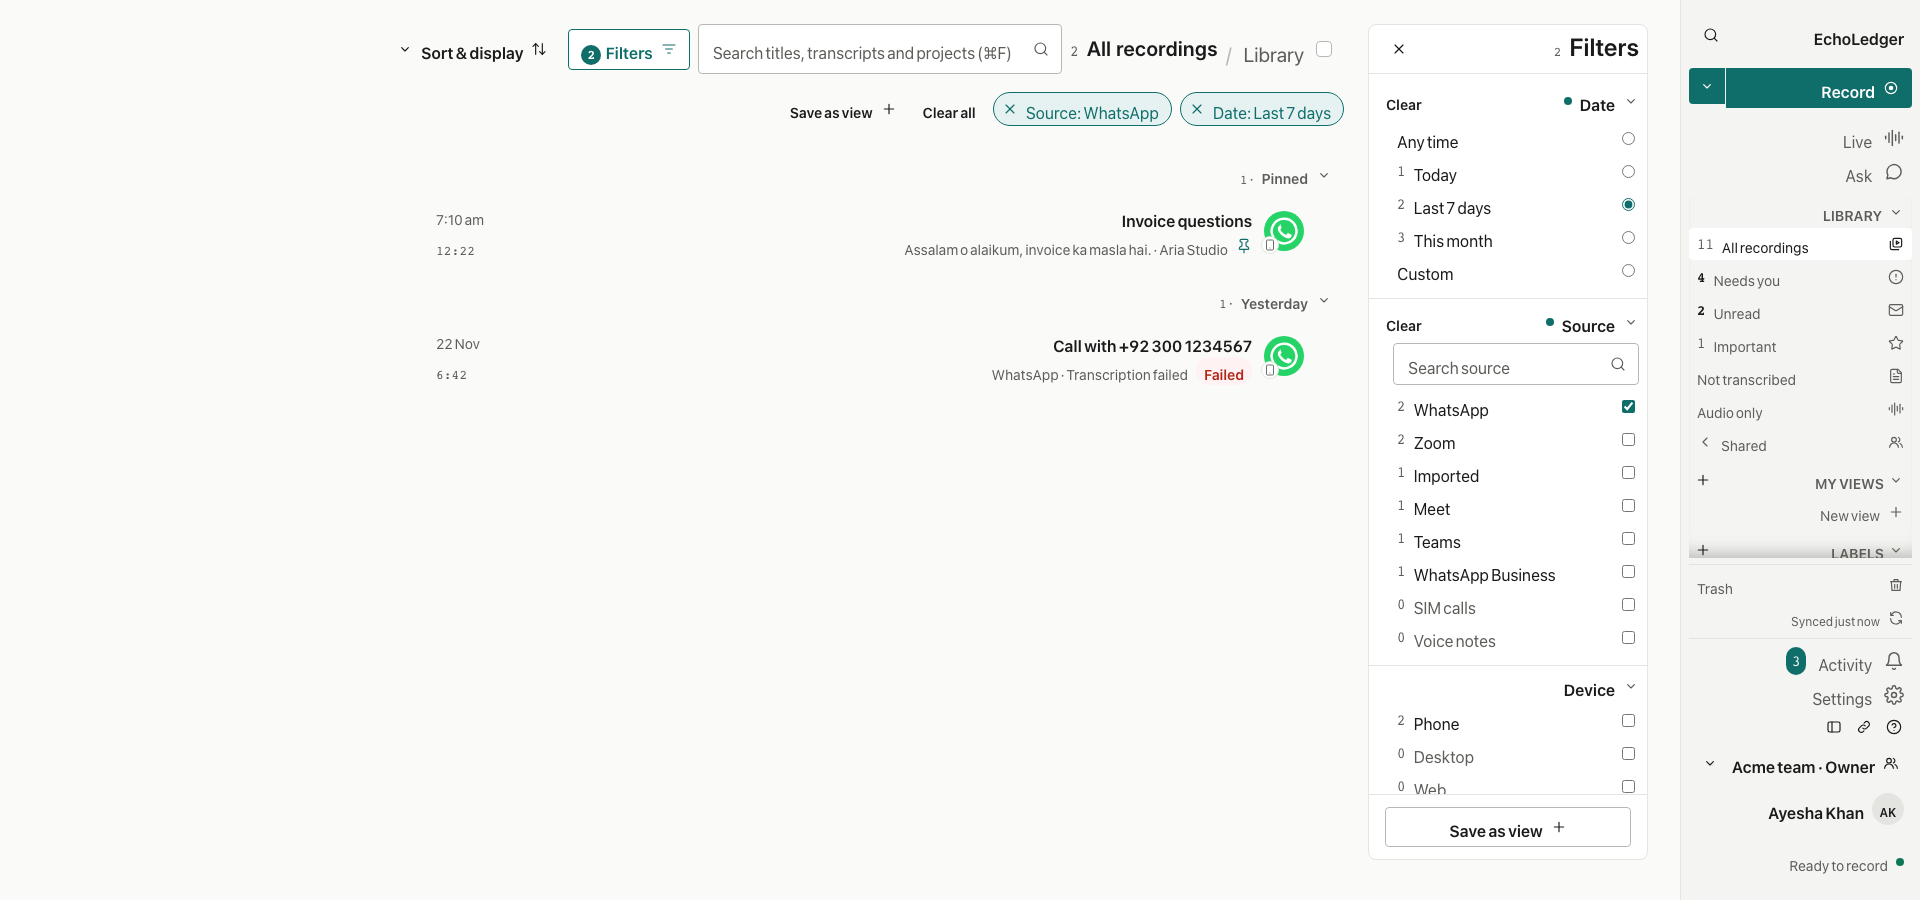 EchoLedger
Record
Live
Ask
LIBRARY
All recordings 11
Needs you 4
Unread 2
Important 1
Not transcribed
Audio only
Shared
MY VIEWS
New view
LABELS
Trash
Synced just now
Activity 3
Settings
Acme team · Owner
AK Ayesha Khan
Ready to record
Filters 2
Date Clear
Any time
Today 1
Last 7 days 2
This month 3
Custom
Source Clear
Search source
WhatsApp 2
Zoom 2
Imported 1
Meet 1
Teams 1
WhatsApp Business 1
SIM calls 0
Voice notes 0
Device
Phone 2
Desktop 0
Web 0
Save as view
Library / All recordings 2
Search titles, transcripts and projects (⌘F)
Filters 2
Sort & display
Date: Last 7 days
Source: WhatsApp
Clear all
Save as view
Pinned · 1
Invoice questions
7:10 am
Assalam o alaikum, invoice ka masla hai. · Aria Studio
12:22
Yesterday · 1
Call with +92 300 1234567
22 Nov
Failed WhatsApp · Transcription failed
6:42